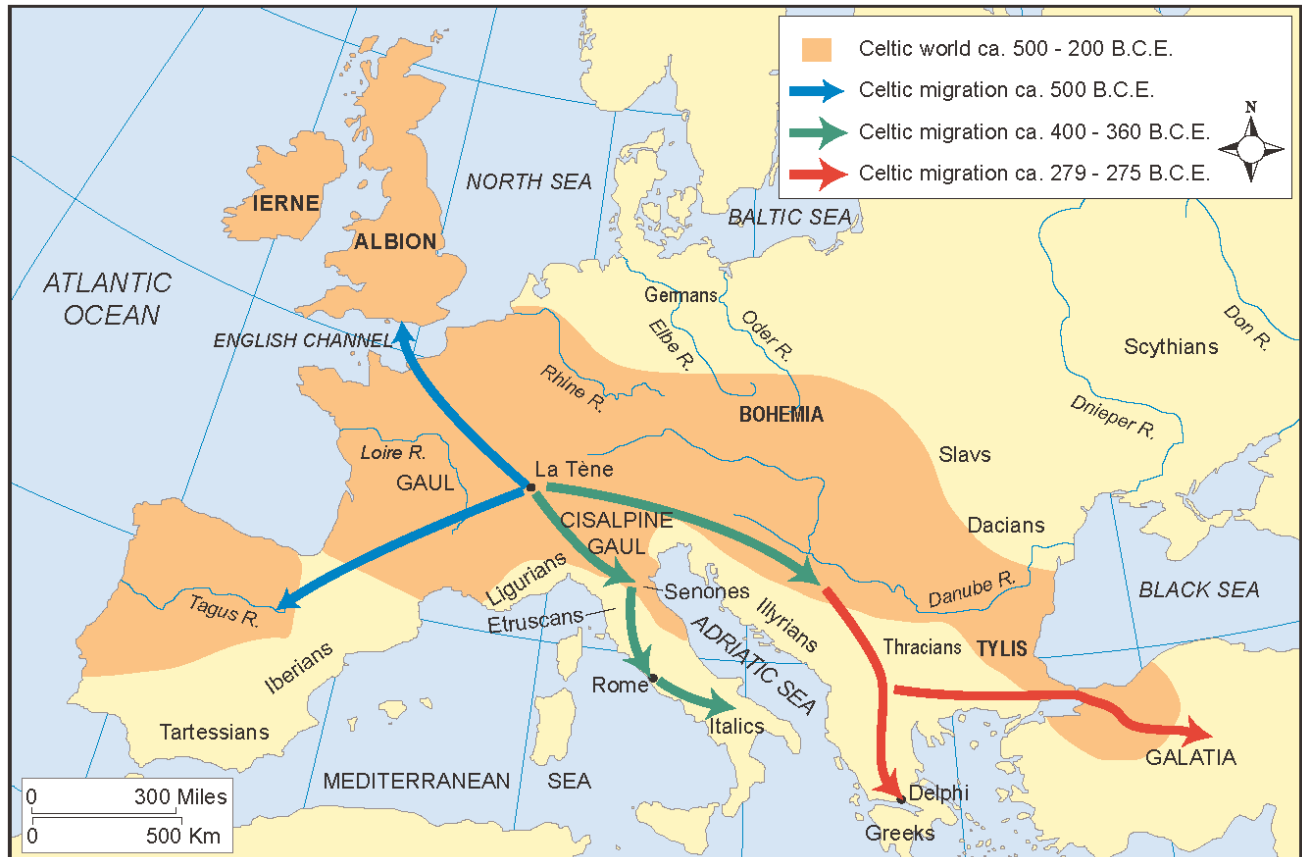 Celtic world ca. 500 - 200 B.C.E.
Celtic migration ca. 500 B.C.E.
Celtic migration ca. 400 - 360 B.C.E.
Celtic migration ca. 279 - 275 B.C.E.
N
NORTH SEA
BALTIC SEA
IERNE
ALBION
ATLANTIC
OCEAN
ENGLISH CHANNEL
Germans
Elbe R.
Oder R.
Don R.
Scythians
Rhine R.
BOHEMIA
Dnieper R.
Loire R.
GAUL
La Tène
Slavs
CISALPINE
GAUL
Dacians
Ligurians
Senones
Etruscans
Illyrians
Danube R.
BLACK SEA
Tagus R.
Iberians
ADRIATIC SEA
Thracians
TYLIS
Rome
Italics
Tartessians
GALATIA
MEDITERRANEAN SEA
Delphi
Greeks
0 300 Miles
0 500 Km